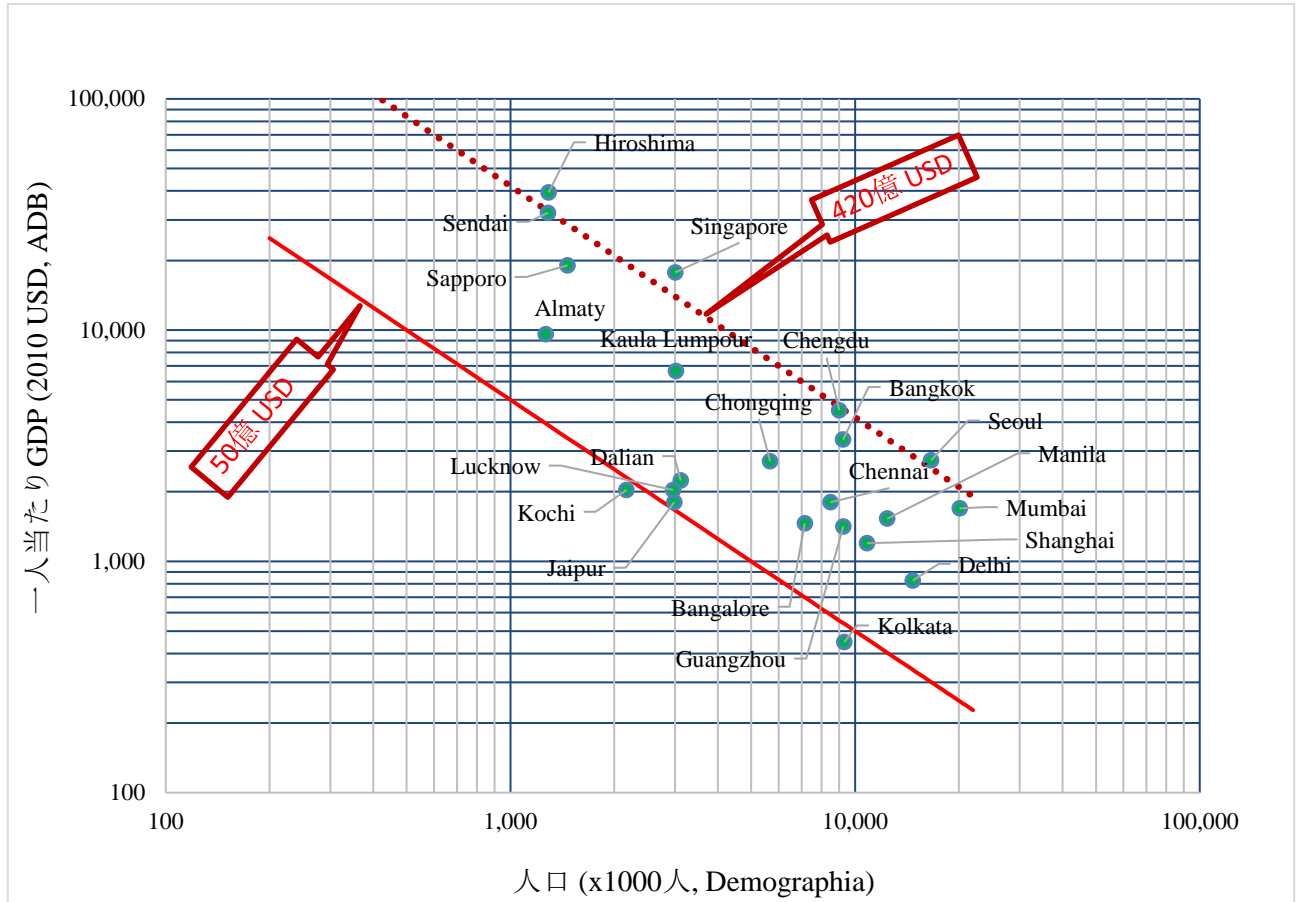 100,000
Hiroshima
420億 USD
Sendai
Singapore
Sapporo
Almaty
10,000
Kaula Lumpour
Chengdu
Bangkok
Chongqing
Seoul
50億 USD
Lucknow
Dalian
Chennai
Manila
Kochi
Mumbai
Shanghai
1,000
Jaipur
Delhi
Bangalore
Kolkata
Guangzhou
100
100
1,000
10,000
100,000
一人当たり GDP (2010 USD, ADB)
人口 (x1000人, Demographia)